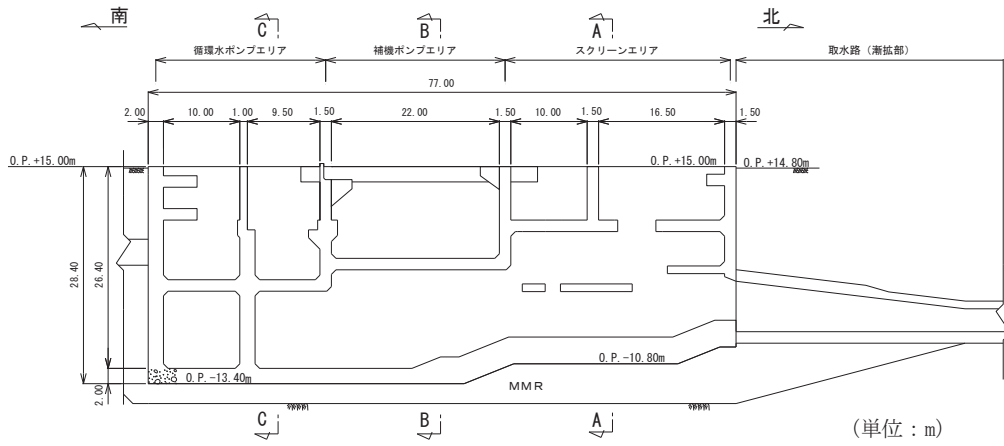 南
北
C
B
A
循環水ポンプエリア
補機ポンプエリア
スクリーンエリア
取水路（漸拡部）
77.00
2.00
10.00
1.00
9.50
1.50
22.00
1.50
10.00
1.50
16.50
1.50
O.P.+15.00m
O.P.+15.00m
O.P.+14.80m
28.40
26.40
2.00
O.P.-13.40m
O.P.-10.80m
MMR
C
B
A
(単位：m)